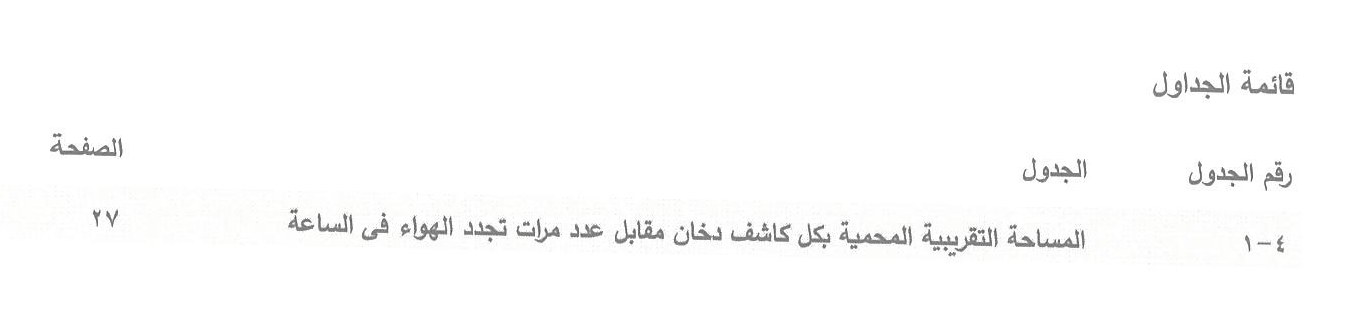 قائمة الجداول
رقم الجدول الجدول الصفحة
٤-١ المساحة التقريبية المحمية بكل كاشف دخان مقابل عدد مرات تجدد الهواء فى الساعة ٢٧